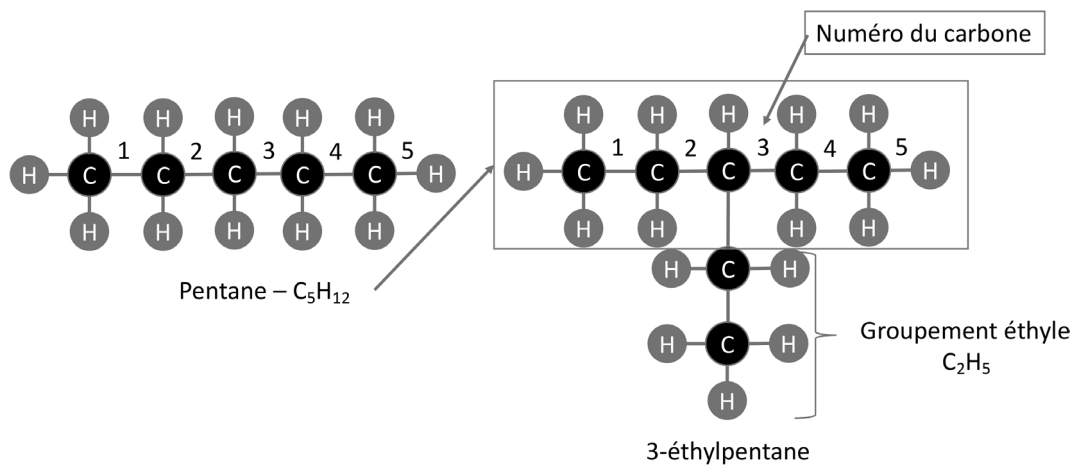 Numéro du carbone
H H H H H
1 2 3 4 5
H C C C C C H
H H H H H
Pentane – C₅H₁₂
H H H H H
1 2 3 4 5
H C C C C C H
H H H H
H C H
H C H
H
Groupement éthyle
C₂H₅
3-éthylpentane